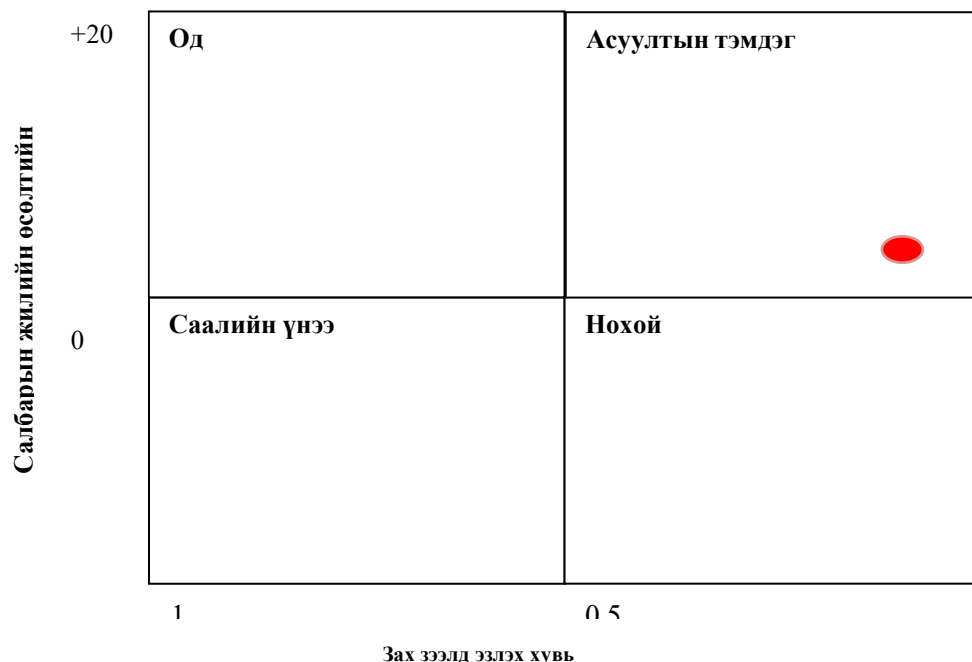 +20
Од
Асуултын тэмдэг
Салбарын жилийн өсөлтийн
0
Саалийн үнээ
Нохой
1
0.5
Зах зээлд эзлэх хувь